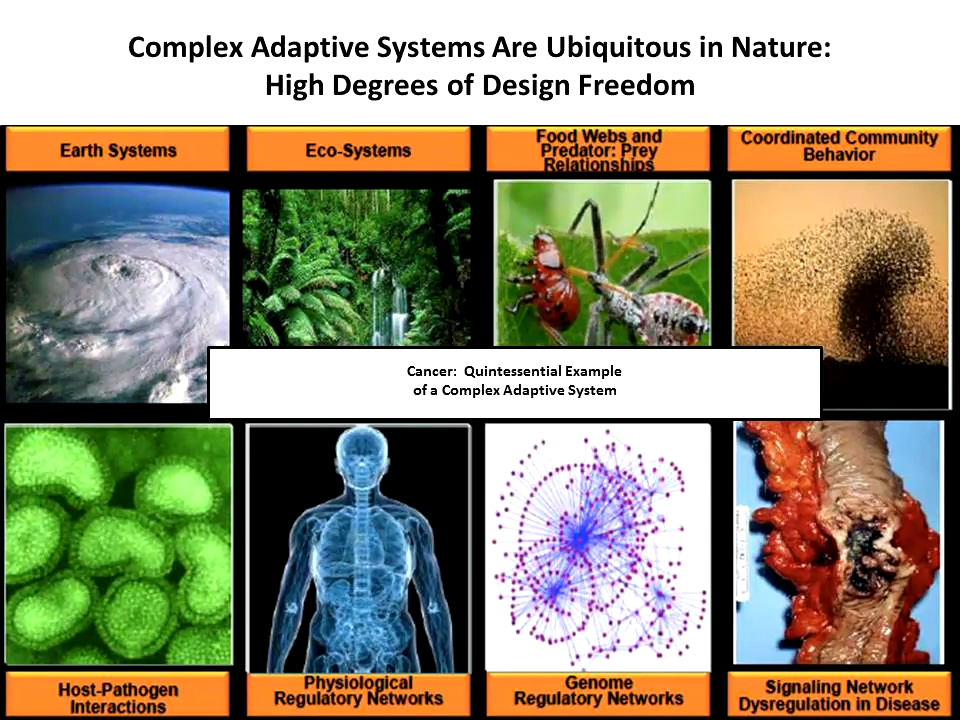 Complex Adaptive Systems Are Ubiquitous in Nature:
High Degrees of Design Freedom
Earth Systems
Eco-Systems
Food Webs and
Predator: Prey
Relationships
Coordinated Community
Behavior
Cancer: Quintessential Example
of a Complex Adaptive System
Host-Pathogen
Interactions
Physiological
Regulatory Networks
Genome
Regulatory Networks
Signaling Network
Dysregulation in Disease